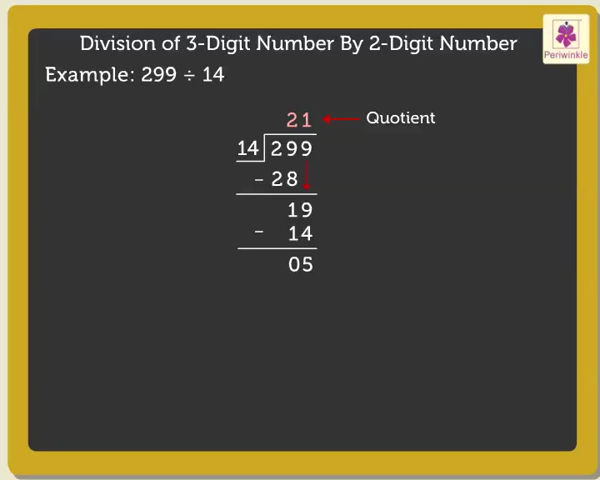 Division of 3-Digit Number By 2-Digit Number
Periwinkle
Example: 299 ÷ 14
21 Quotient
14 299
- 28
19
- 14
05